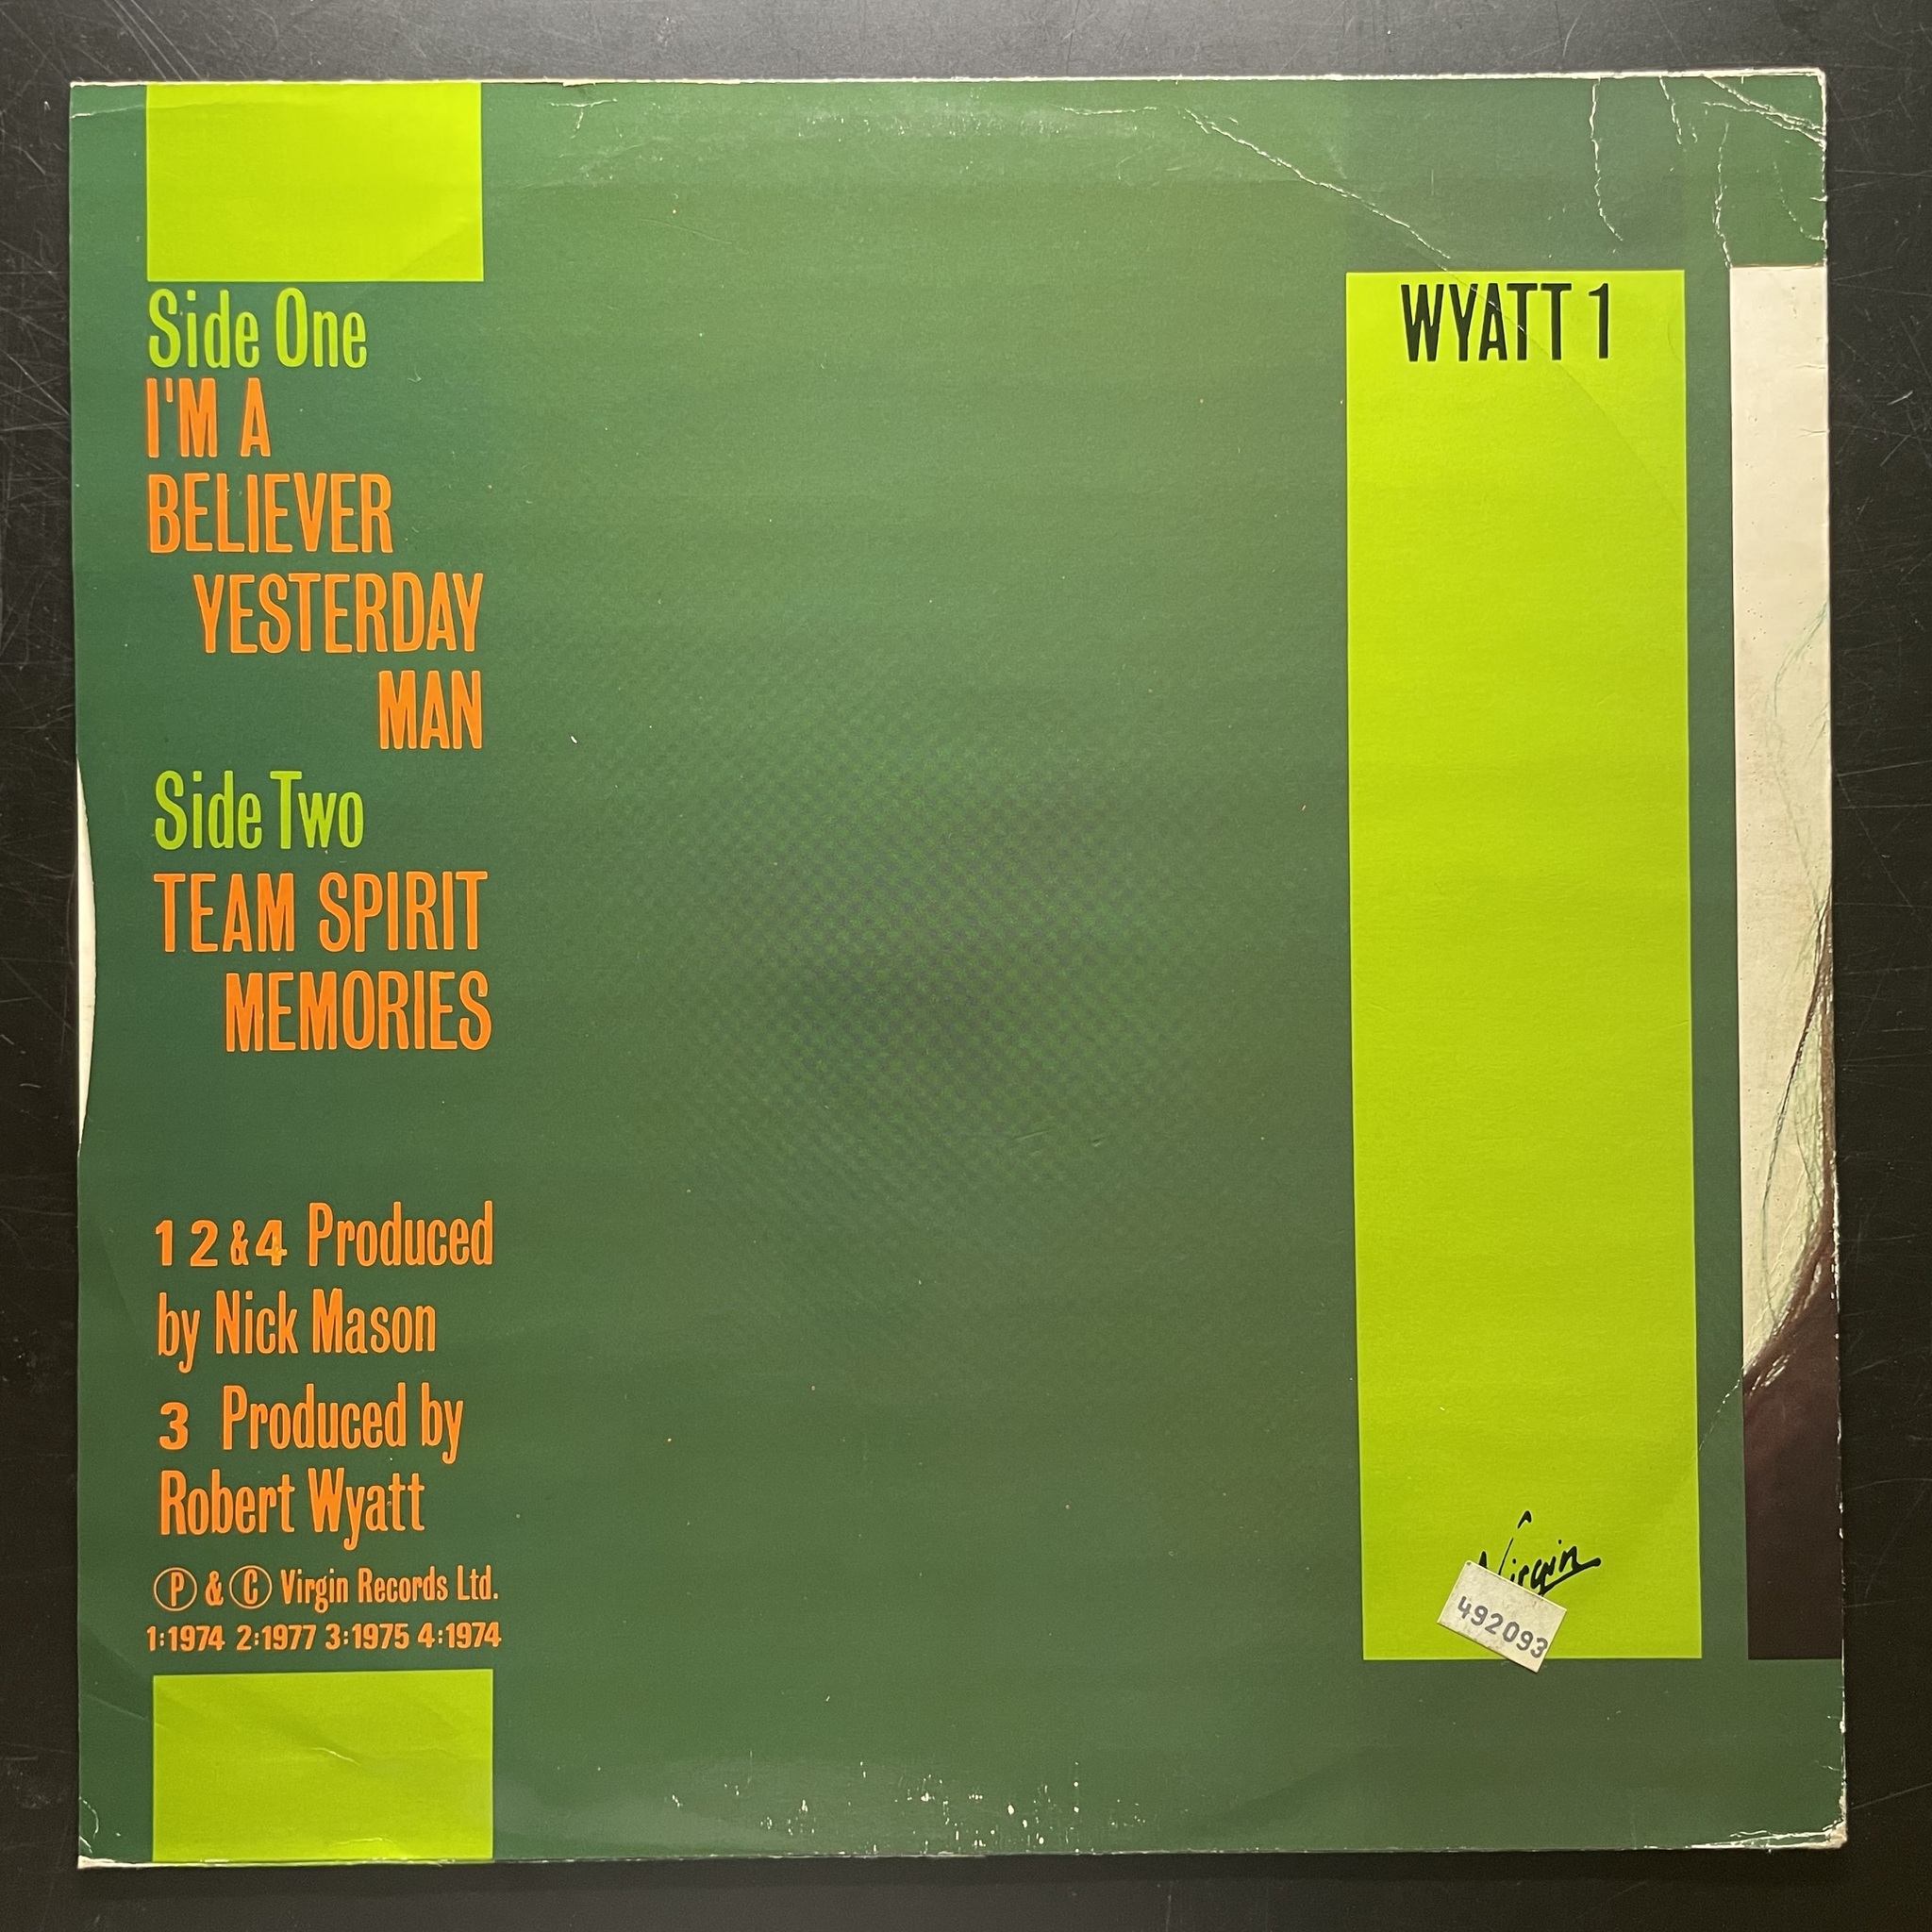 Side One
I'M A
BELIEVER
YESTERDAY
MAN
Side Two
TEAM SPIRIT
MEMORIES
1 2 & 4 Produced
by Nick Mason
3 Produced by
Robert Wyatt
Ⓟ & Ⓒ Virgin Records Ltd.
1:1974 2:1977 3:1975 4:1974
WYATT 1
Virgin
492093